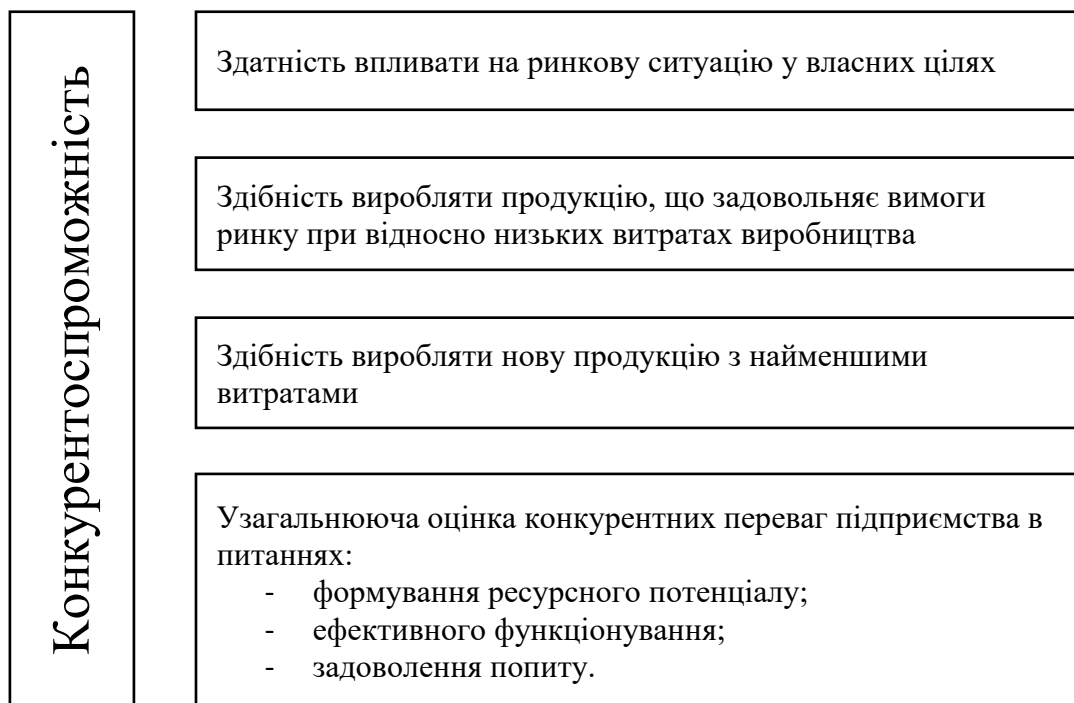 Конкурентоспроможність
Здатність впливати на ринкову ситуацію у власних цілях
Здібність виробляти продукцію, що задовольняє вимоги
ринку при відносно низьких витратах виробництва
Здібність виробляти нову продукцію з найменшими
витратами
Узагальнююча оцінка конкурентних переваг підприємства в
питаннях:
- формування ресурсного потенціалу;
- ефективного функціонування;
- задоволення попиту.